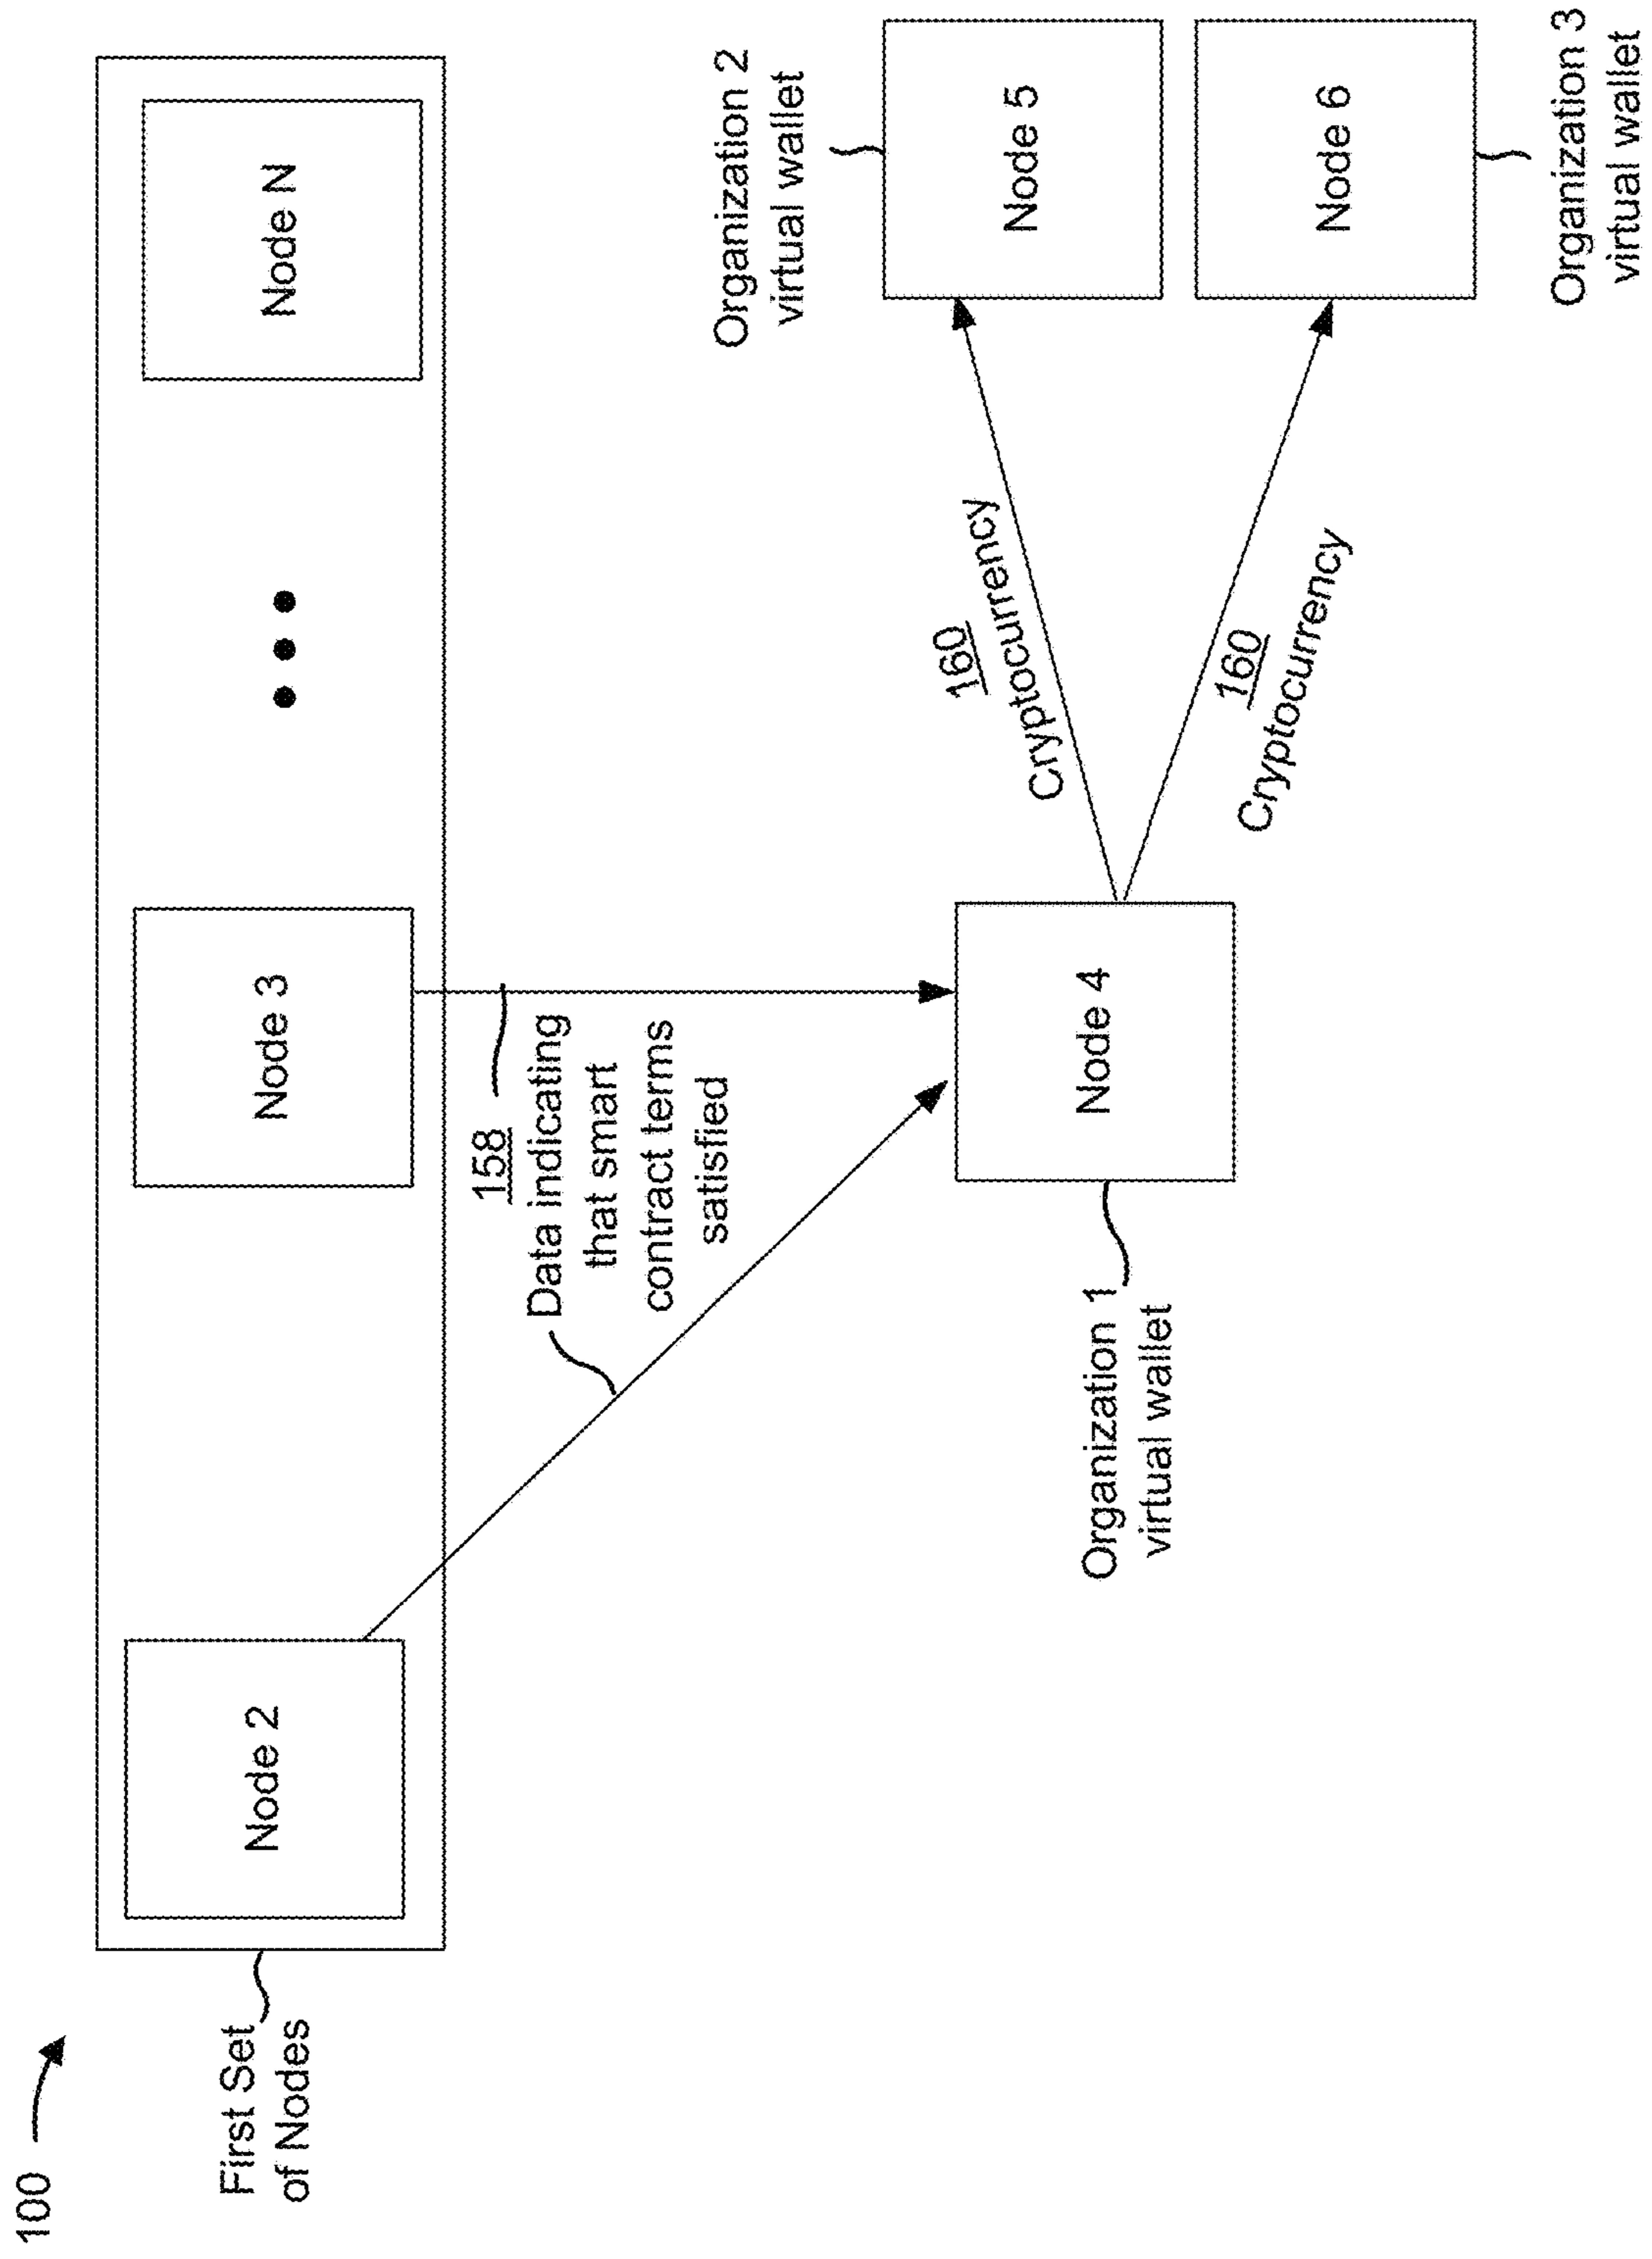 100
First Set
of Nodes
Node 2
Node 3
Node N
158
Data indicating
that smart
contract terms
satisfied
Organization 1
virtual wallet
Node 4
160
Cryptocurrency
160
Cryptocurrency
Organization 2
virtual wallet
Node 5
Node 6
Organization 3
virtual wallet